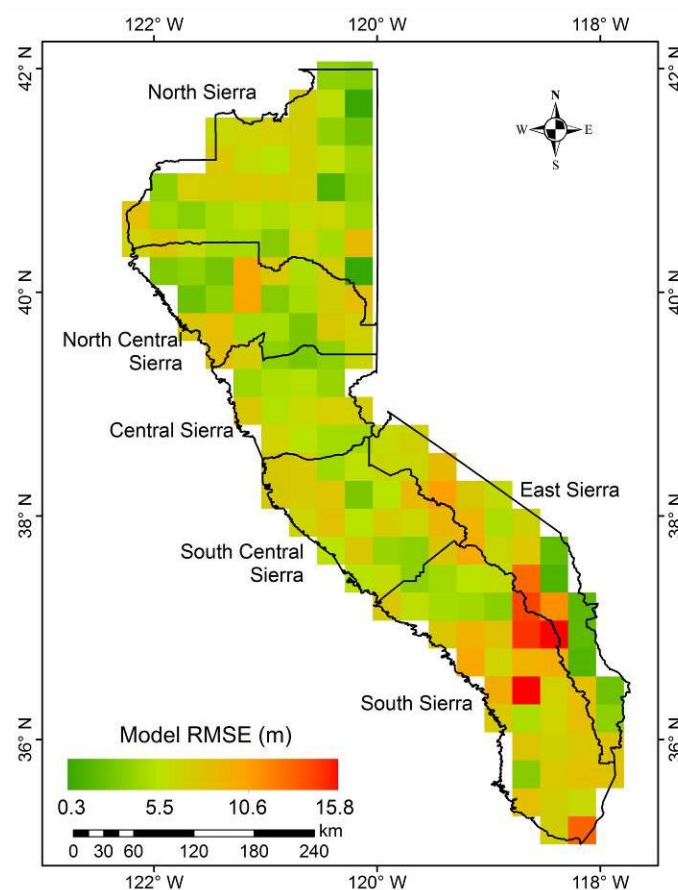 122° W 120° W 118° W
42° N
42° N
North Sierra
N
W E
S
40° N
40° N
North Central
Sierra
Central Sierra
East Sierra
38° N
38° N
South Central
Sierra
South Sierra
36° N
36° N
Model RMSE (m)
0.3 5.5 10.6 15.8
km
0 30 60 120 180 240
122° W 120° W 118° W